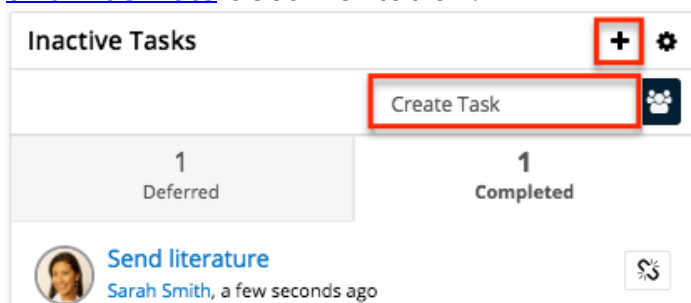 Inactive Tasks
Create Task
1
Deferred
1
Completed
Send literature
Sarah Smith, a few seconds ago